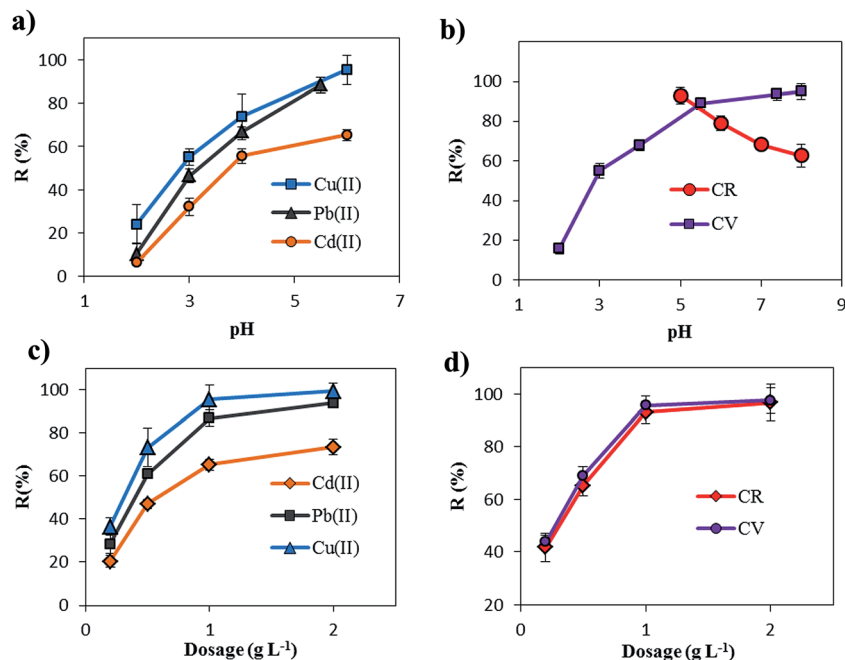 a)
R (%)
100
80
60
40
20
0
1 3 5 7
pH
Cu(II)
Pb(II)
Cd(II)
b)
R(%)
100
80
60
40
20
0
1 3 5 7 9
pH
CR
CV
c)
R(%)
100
80
60
40
20
0
0 1 2
Dosage (g L-1)
Cd(II)
Pb(II)
Cu(II)
d)
R (%)
100
80
60
40
20
0 1 2
Dosage (g L-1)
CR
CV